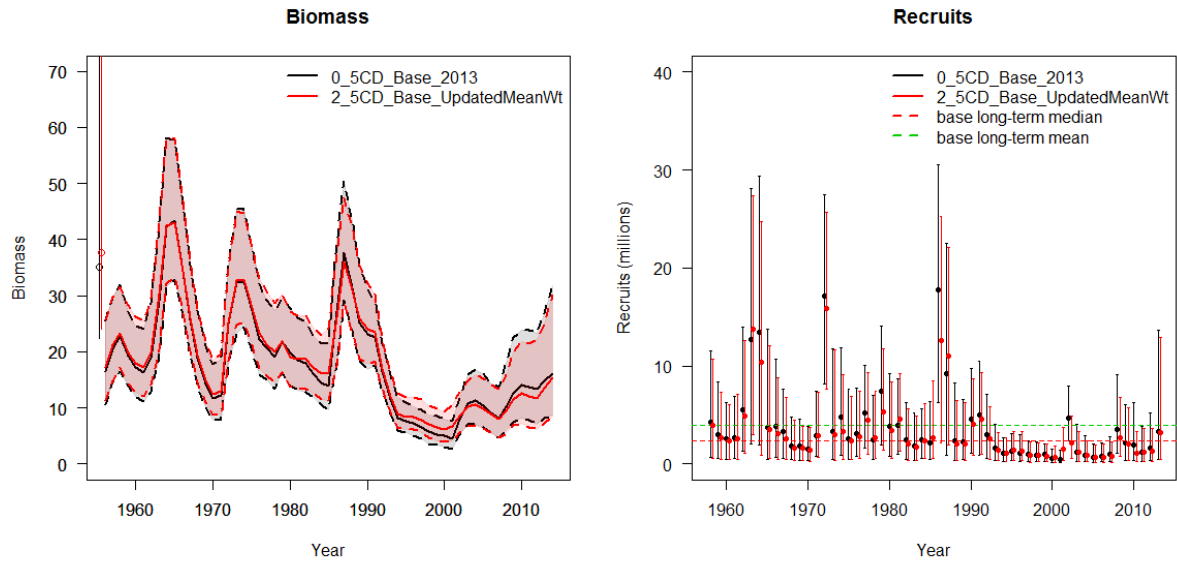 Biomass
70
60
50
40
30
20
10
0
Biomass
1960 1970 1980 1990 2000 2010
Year
0_5CD_Base_2013
2_5CD_Base_UpdatedMeanWt
Recruits
40
30
20
10
0
Recruits (millions)
1960 1970 1980 1990 2000 2010
Year
0_5CD_Base_2013
2_5CD_Base_UpdatedMeanWt
base long-term median
base long-term mean